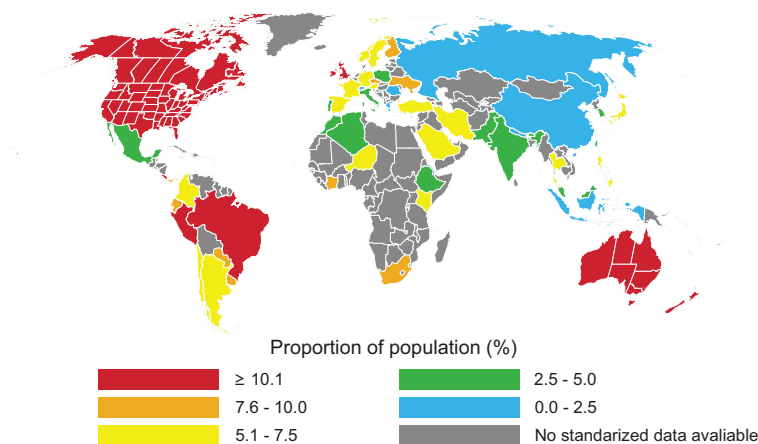 Proportion of population (%)
≥ 10.1
2.5 - 5.0
7.6 - 10.0
0.0 - 2.5
5.1 - 7.5
No standarized data avaliable